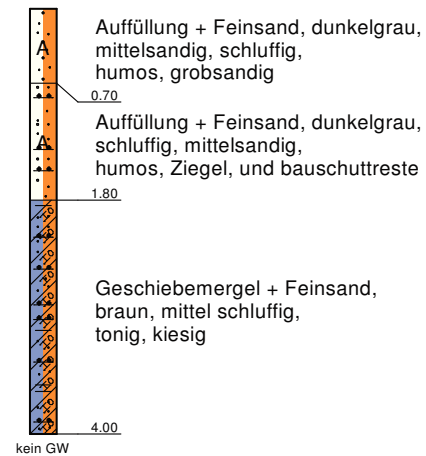 Auffüllung + Feinsand, dunkelgrau,
mittelsandig, schluffig,
humos, grobsandig
A
0.70
Auffüllung + Feinsand, dunkelgrau,
schluffig, mittelsandig,
humos, Ziegel, und bauschuttreste
A
1.80
Geschiebemergel + Feinsand,
braun, mittel schluffig,
tonig, kiesig
4.00
kein GW